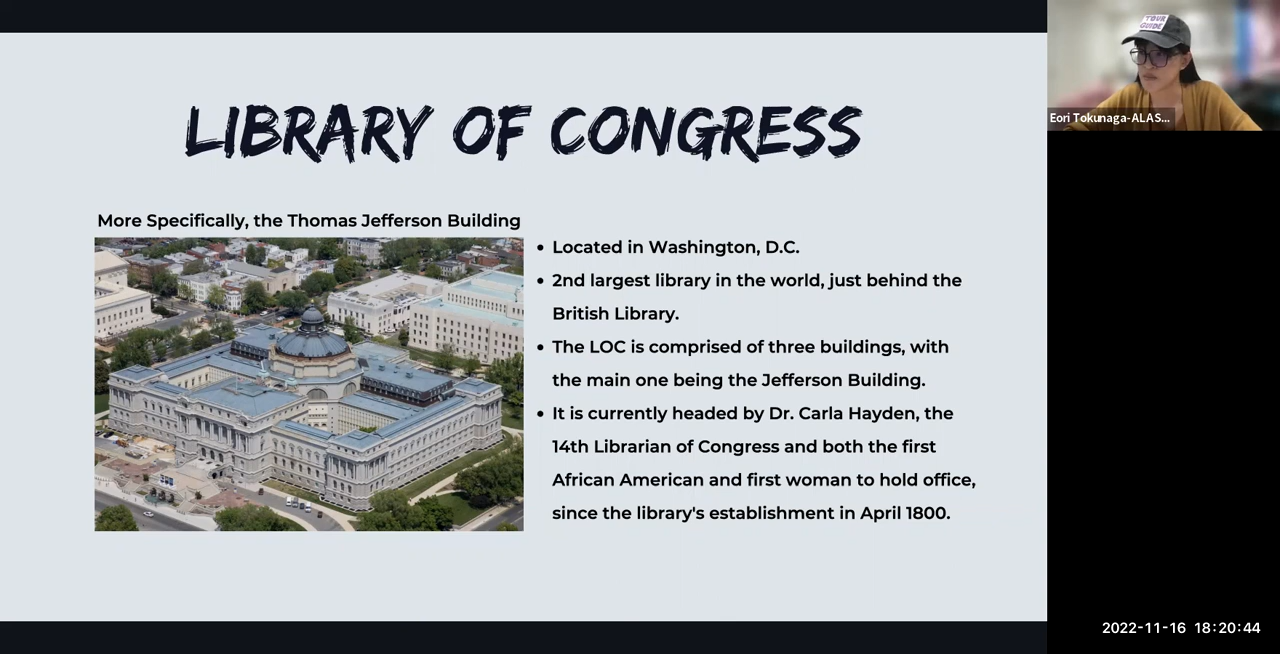 LIBRARY OF CONGRESS
More Specifically, the Thomas Jefferson Building
• Located in Washington, D.C.
• 2nd largest library in the world, just behind the
British Library.
• The LOC is comprised of three buildings, with
the main one being the Jefferson Building.
• It is currently headed by Dr. Carla Hayden, the
14th Librarian of Congress and both the first
African American and first woman to hold office,
since the library's establishment in April 1800.
TOUR
GUIDE
Eori Tokunaga-ALAS...
2022-11-16 18:20:44